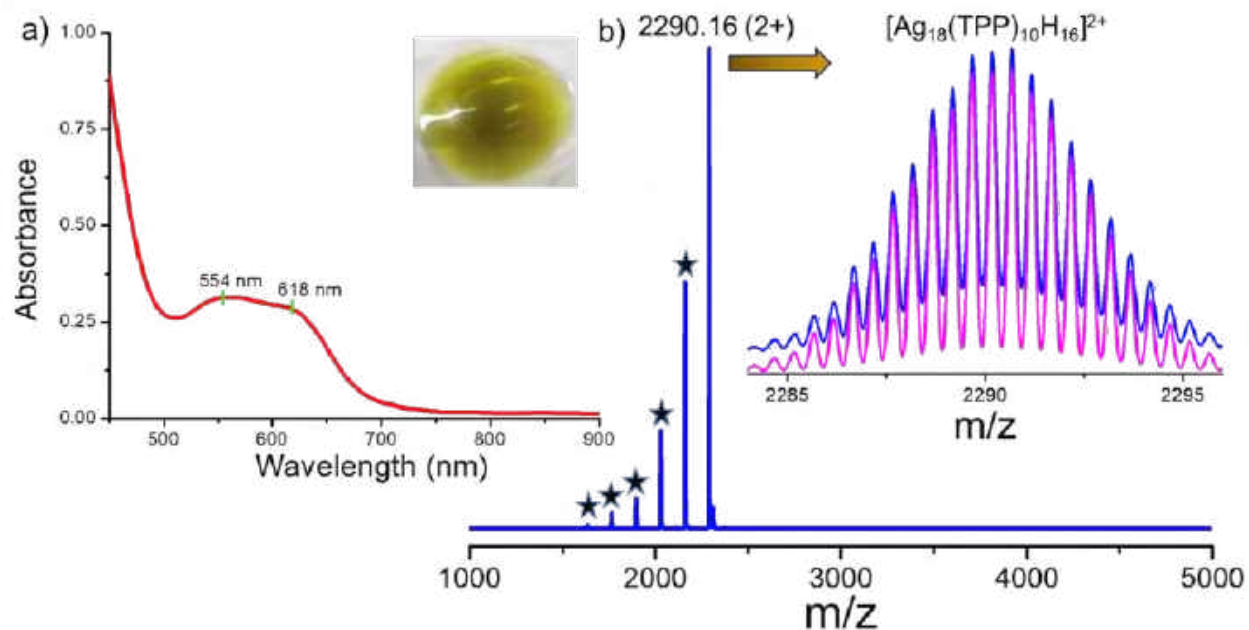 a)
1.00
0.75
0.50
0.25
0.00
Absorbance
554 nm
618 nm
500
600
700
800
900
Wavelength (nm)
b)
2290.16 (2+)
[Ag₁₈(TPP)₁₀H₁₆]²⁺
2285
2290
2295
m/z
1000
2000
3000
4000
5000
m/z